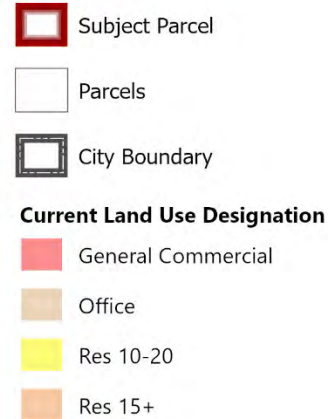 Subject Parcel
Parcels
City Boundary
Current Land Use Designation
General Commercial
Office
Res 10-20
Res 15+